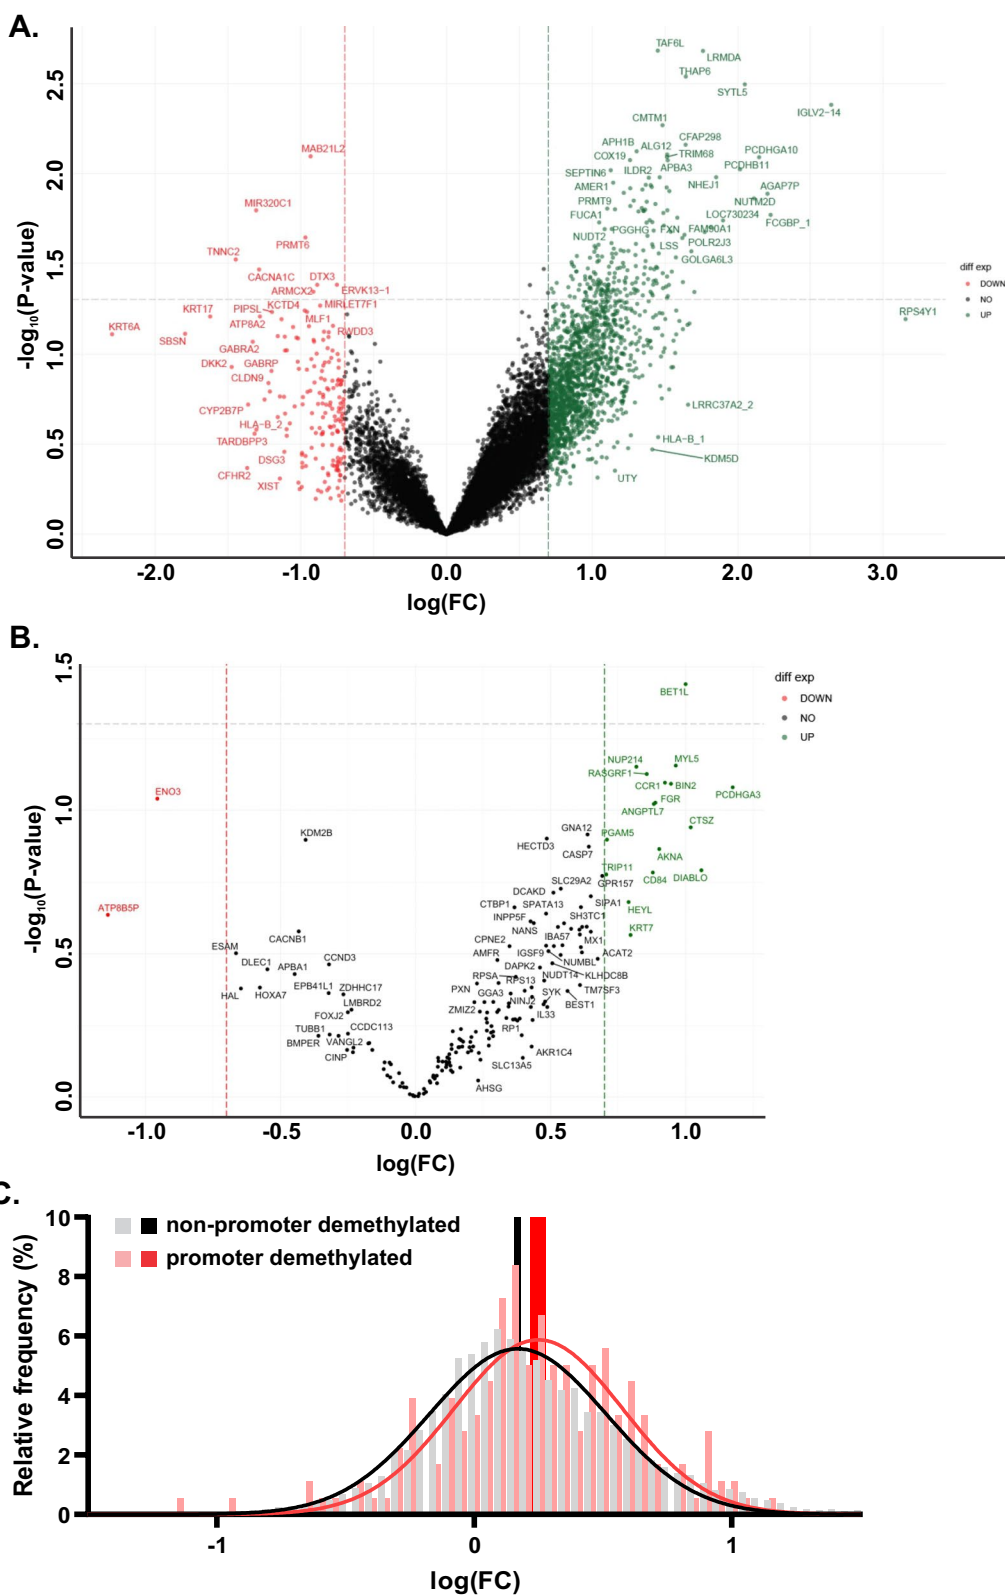 A.
TAF6L
LRMDA
THAP6
SYTL5
IGLV2-14
CMTM1
CFAP298
APH1B
ALG12
TRIM68
PCDHGA10
COX19
APBA3
PCDHB11
SEPTIN6
ILDR2
NHEJ1
AMER1
AGAP7P
NUTM2D
PRMT9
LOC730234
FUCA1
FCGBP_1
PGGHG
FXN
FAM90A1
NUDT2
POLR2J3
LSS
GOLGA6L3
MAB21L2
MIR320C1
PRMT6
TNNC2
CACNA1C
DTX3
ARMCX2
ERVK13-1
KRT17
PIPSL
KCTD4
MIRLET7F1
RPS4Y1
KRT6A
ATP8A2
MLF1
RWDD3
SBSN
GABRA2
DKK2
GABRP
CLDN9
CYP2B7P
LRRC37A2_2
HLA-B_2
TARDBPP3
HLA-B_1
DSG3
KDM5D
CFHR2
XIST
UTY
diff exp
DOWN
NO
UP
-log10(P-value)
2.5
2.0
1.5
1.0
0.5
0.0
-2.0 -1.0 0.0 1.0 2.0 3.0
log(FC)
B.
BET1L
NUP214
MYL5
RASGRF1
CCR1
BIN2
PCDHGA3
FGR
ANGPTL7
CTSZ
ENO3
KDM2B
GNA12
PGAM5
HECTD3
CASP7
AKNA
TRIP11
GPR157
CD84
DIABLO
SLC29A2
DCAKD
CTBP1
SPATA13
SIPA1
HEYL
ATP8B5P
INPP5F
SH3TC1
NANS
KRT7
CACNB1
CPNE2
IBA57
MX1
ESAM
AMFR
IGSF9
ACAT2
DLEC1
CCND3
DAPK2
NUMBL
APBA1
RPSA
RPS13
NUDT14
KLHDC8B
EPB41L1
ZDHHC17
PXN
TM7SF3
HAL
HOXA7
GGA3
SYK
LMBRD2
NINJ2
BEST1
FOXJ2
ZMIZ2
IL33
TUBB1
CCDC113
RP1
BMPER
VANGL2
CINP
AKR1C4
SLC13A5
AHSG
diff exp
DOWN
NO
UP
-log10(P-value)
1.5
1.0
0.5
0.0
-1.0 -0.5 0.0 0.5 1.0
log(FC)
C.
non-promoter demethylated
promoter demethylated
Relative frequency (%)
10
8
6
4
2
0
-1 0 1
log(FC)